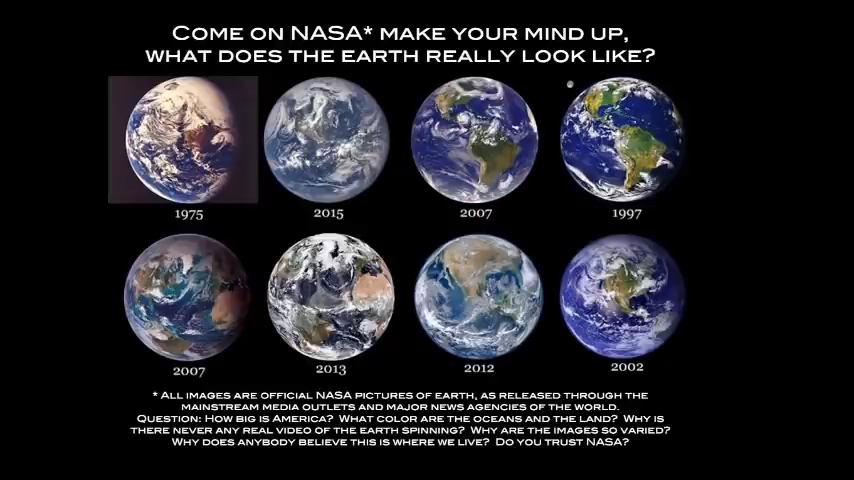 COME ON NASA* MAKE YOUR MIND UP,
WHAT DOES THE EARTH REALLY LOOK LIKE?
1975
2015
2007
1997
2007
2013
2012
2002
* ALL IMAGES ARE OFFICIAL NASA PICTURES OF EARTH, AS RELEASED THROUGH THE
MAINSTREAM MEDIA OUTLETS AND MAJOR NEWS AGENCIES OF THE WORLD.
QUESTION: HOW BIG IS AMERICA? WHAT COLOR ARE THE OCEANS AND THE LAND? WHY IS
THERE NEVER ANY REAL VIDEO OF THE EARTH SPINNING? WHY ARE THE IMAGES SO VARIED?
WHY DOES ANYBODY BELIEVE THIS IS WHERE WE LIVE? DO YOU TRUST NASA?